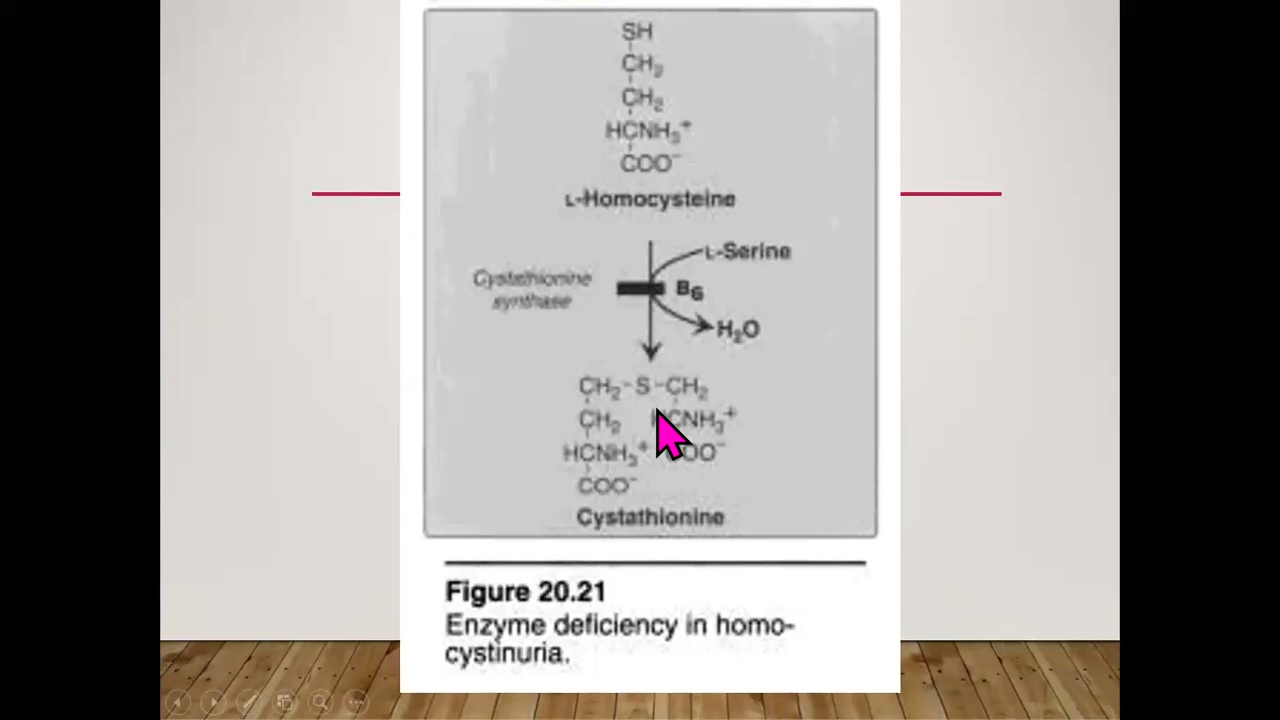 SH
CH2
CH2
HCNH3+
COO-
L-Homocysteine
L-Serine
Cystathionine
synthase
B6
H2O
CH2-S-CH2
CH2 HCNH3+
HCNH3+ COO-
COO-
Cystathionine
Figure 20.21
Enzyme deficiency in homo-
cystinuria.